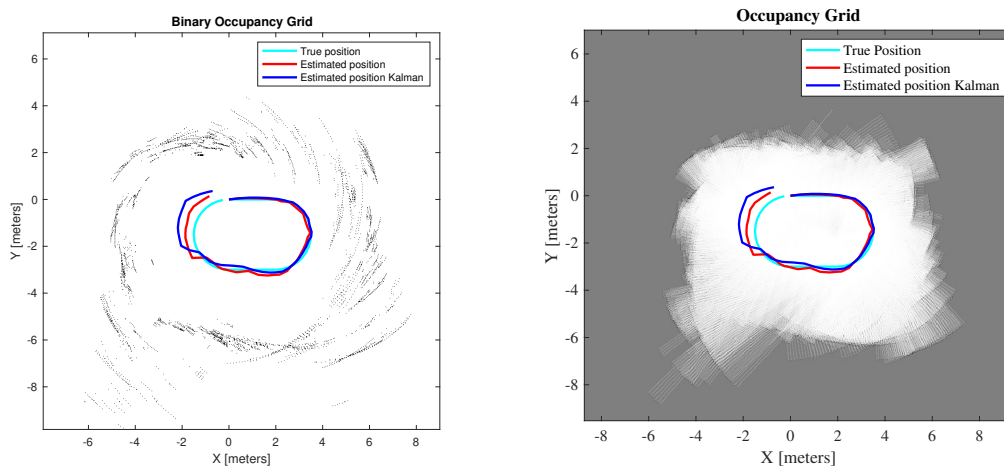 Binary Occupancy Grid
True position
Estimated position
Estimated position Kalman
6
4
2
0
-2
-4
-6
-8
Y [meters]
-6
-4
-2
0
2
4
6
8
X [meters]
Occupancy Grid
True Position
Estimated position
Estimated position Kalman
6
4
2
0
-2
-4
-6
-8
Y [meters]
-8
-6
-4
-2
0
2
4
6
8
X [meters]